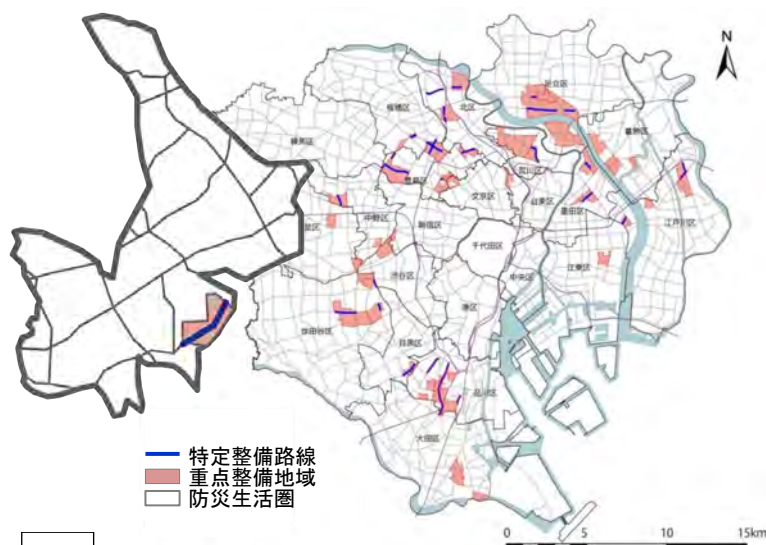 N
足立区
北区
板橋区
葛飾区
練馬区
荒川区
豊島区
文京区
台東区
墨田区
江戸川区
中野区
新宿区
千代田区
江東区
中央区
渋谷区
港区
世田谷区
目黒区
品川区
大田区
特定整備路線
重点整備地域
防災生活圏
0 5 10 15km